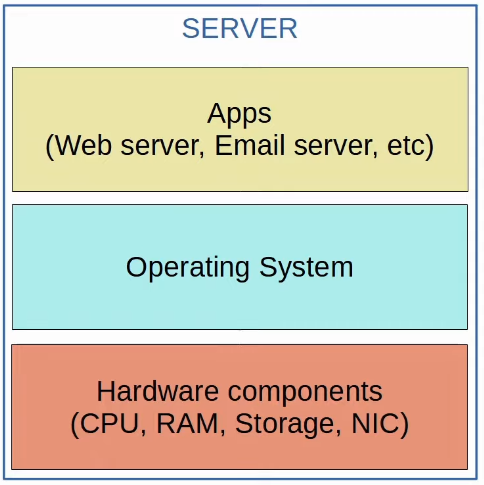 SERVER
Apps
(Web server, Email server, etc)
Operating System
Hardware components
(CPU, RAM, Storage, NIC)